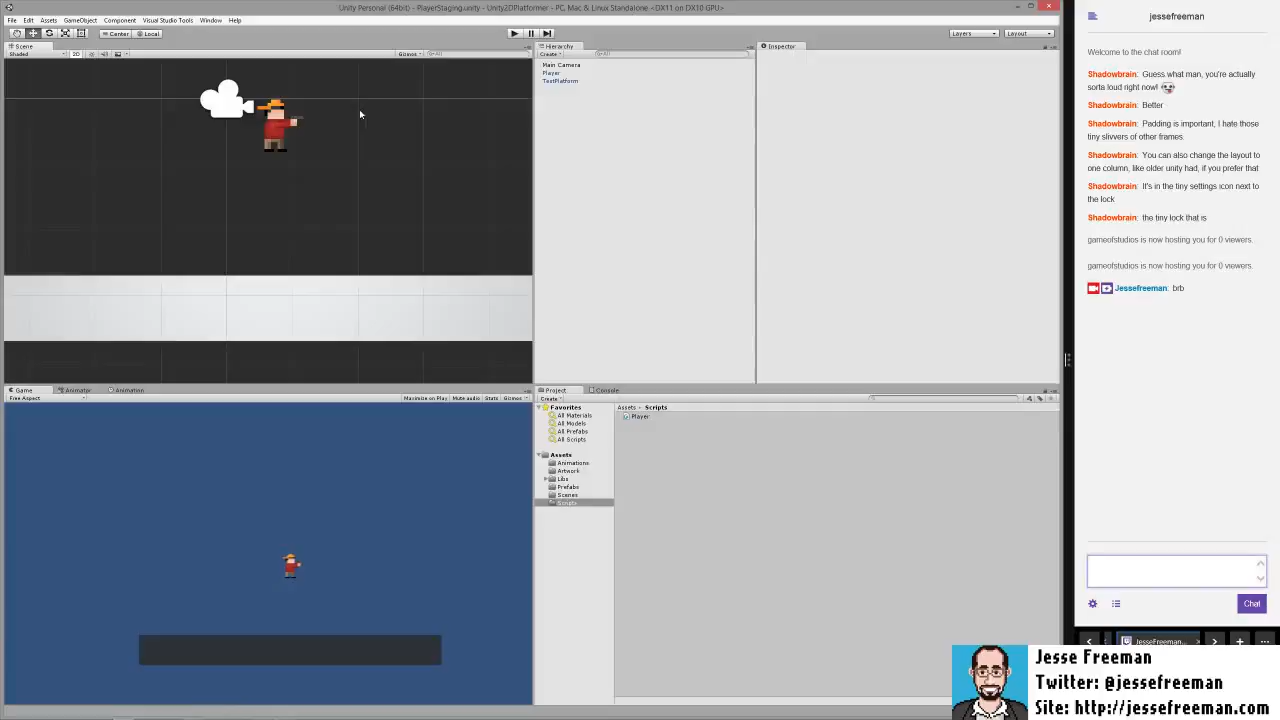 Unity Personal (64bit) - PlayerStaging.unity - Unity2DPlatformer - PC, Mac & Linux Standalone <DX11 on DX10 GPU>
File Edit Assets GameObject Component Visual Studio Tools Window Help
Center Local
Layers Layout
Scene
Shaded 2D Gizmos All
Hierarchy
Create All
Main Camera
Player
TestPlatform
Inspector
Game Animator Animation
Free Aspect Maximize on Play Mute audio Stats Gizmos
Project Console
Create
Favorites
All Materials
All Models
All Prefabs
All Scripts
Assets
Animations
Artwork
Libs
Prefabs
Scenes
Scripts
Assets Scripts
Player
jessefreeman
Welcome to the chat room!
Shadowbrain: Guess what man, you're actually
sorta loud right now!
Shadowbrain: Better
Shadowbrain: Padding is important, I hate those
tiny slivvers of other frames.
Shadowbrain: You can also change the layout to
one column, like older unity had, if you prefer that
Shadowbrain: It's in the tiny settings icon next to
the lock
Shadowbrain: the tiny lock that is
gameofstudios is now hosting you for 0 viewers.
gameofstudios is now hosting you for 0 viewers.
Jessefreeman: brb
Chat
JesseFreeman...
Jesse Freeman
Twitter: @jessefreeman
Site: http://jessefreeman.com